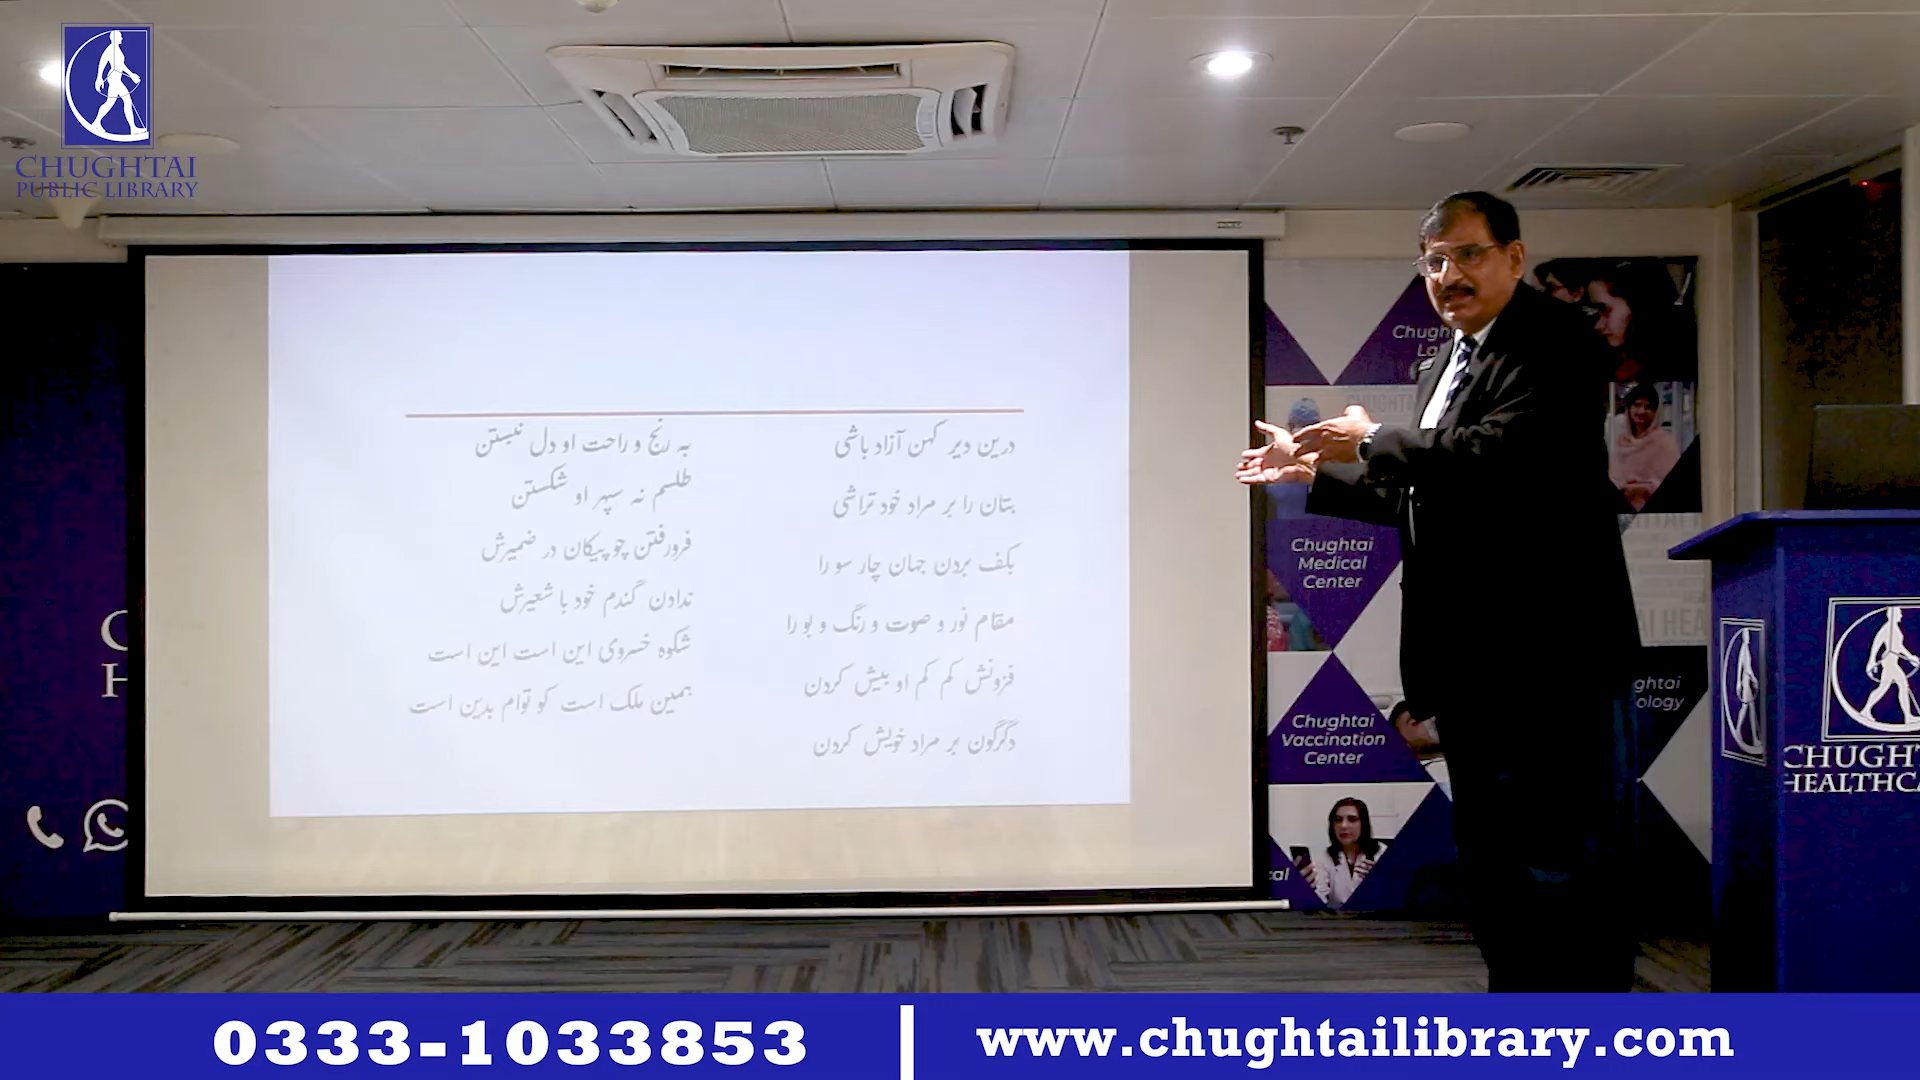 CHUGHTAI
PUBLIC LIBRARY
درین دیر کہن آزاد باشی
بتان را بر مراد خود تراشی
بکف بردن جہان چار سو را
مقام نور و صوت و رنگ و بو را
فزونش کم کم او بیش کردن
دگرگون بر مراد خویش کردن
بہ رنج و راحت او دل نبستن
طلسم نہ سپہر او شکستن
فرورفتن چو پیکان در ضمیرش
ندادن گندم خود با شعیرش
شکوہ خسروی این است این است
ہمین ملک است کو توام بدین است
Chughtai
Medical
Center
Chughtai
Vaccination
Center
CHUGHT
HEALTHCA
0333-1033853 | www.chughtailibrary.com